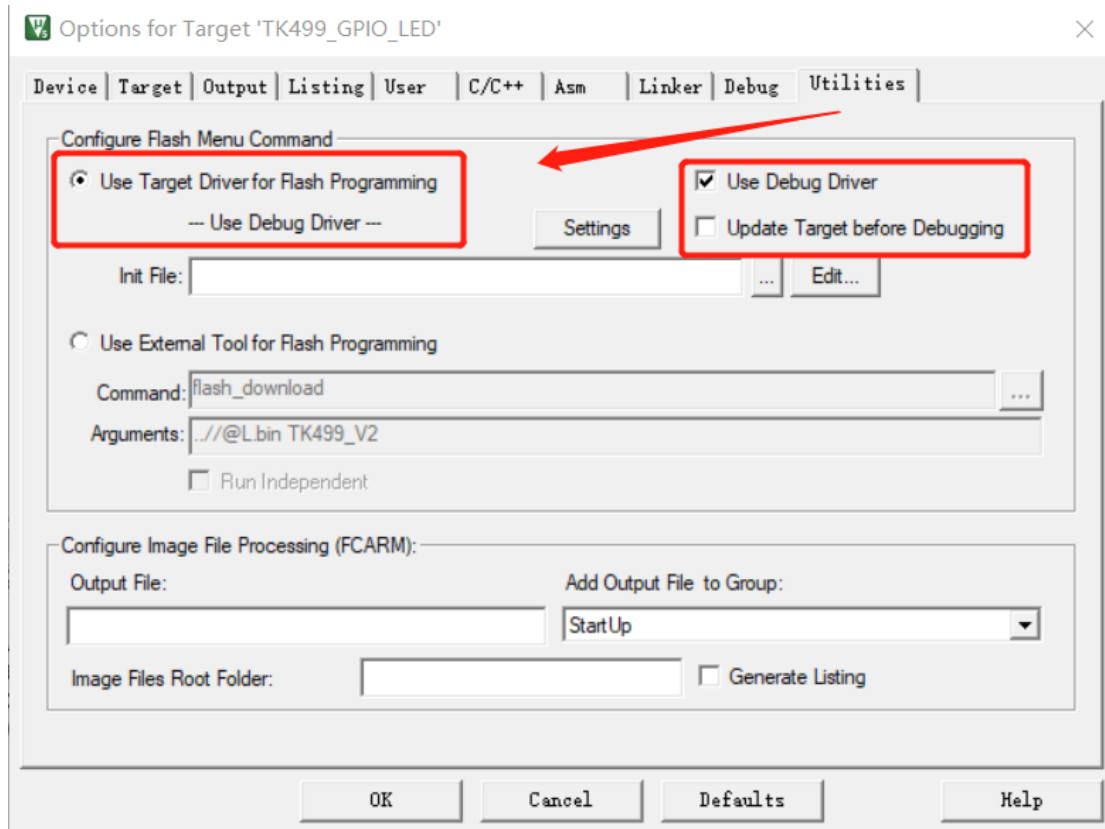 Options for Target 'TK499_GPIO_LED'
Device Target Output Listing User C/C++ Asm Linker Debug Utilities
Configure Flash Menu Command
Use Target Driver for Flash Programming
Use Debug Driver
--- Use Debug Driver ---
Settings
Update Target before Debugging
Init File:
...
Edit...
Use External Tool for Flash Programming
Command: flash_download
...
Arguments: ..//@L.bin TK499_V2
Run Independent
Configure Image File Processing (FCARM):
Output File:
Add Output File to Group:
StartUp
Image Files Root Folder:
Generate Listing
OK Cancel Defaults Help